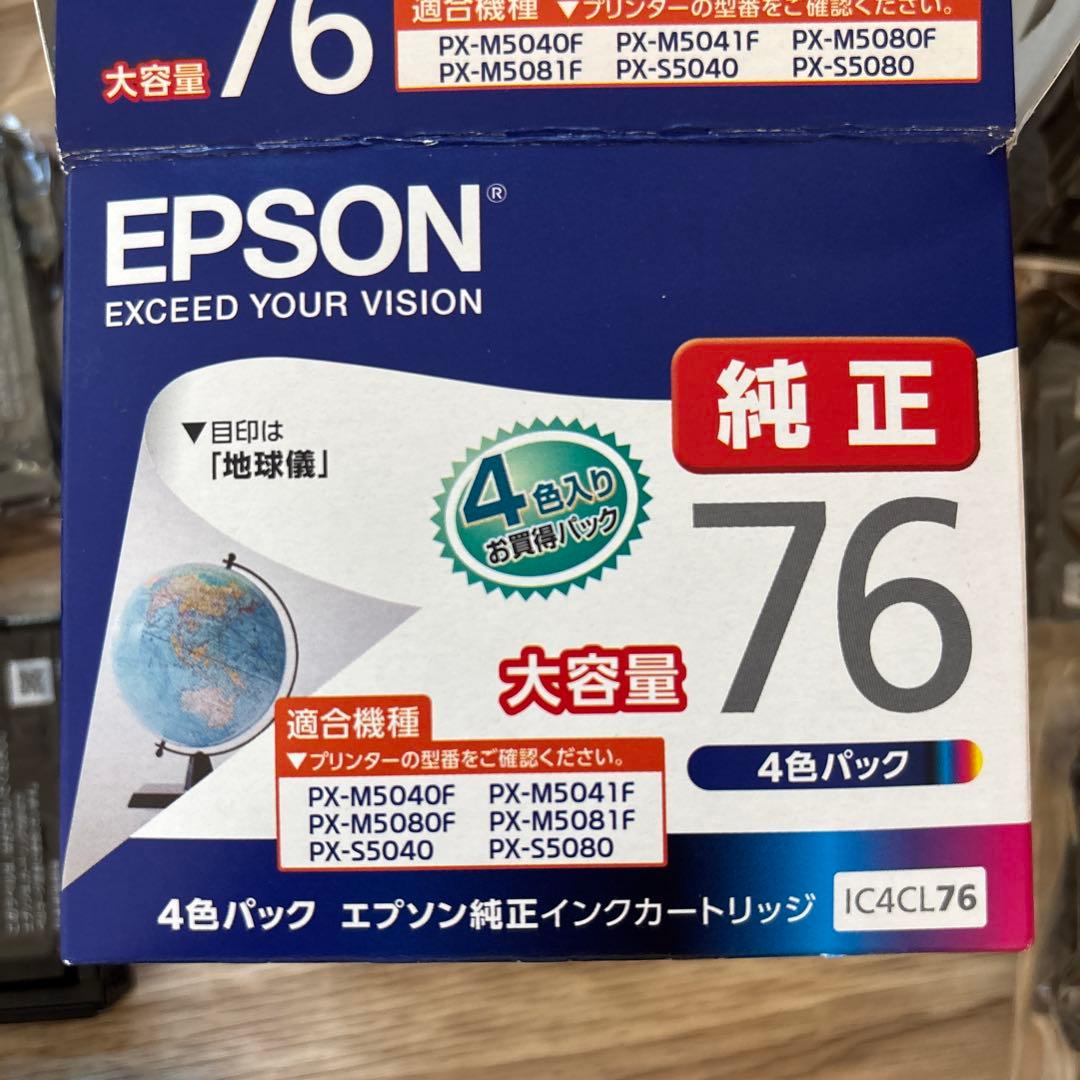 適合機種 ▼プリンターの型番をご確認ください。
大容量 76
PX-M5040F PX-M5041F PX-M5080F
PX-M5081F PX-S5040 PX-S5080
EPSON®
EXCEED YOUR VISION
純正
▼目印は
「地球儀」
4色入り
お買得パック
76
大容量
4色パック
適合機種
▼プリンターの型番をご確認ください。
PX-M5040F PX-M5041F
PX-M5080F PX-M5081F
PX-S5040 PX-S5080
4色パック エプソン純正インクカートリッジ IC4CL76